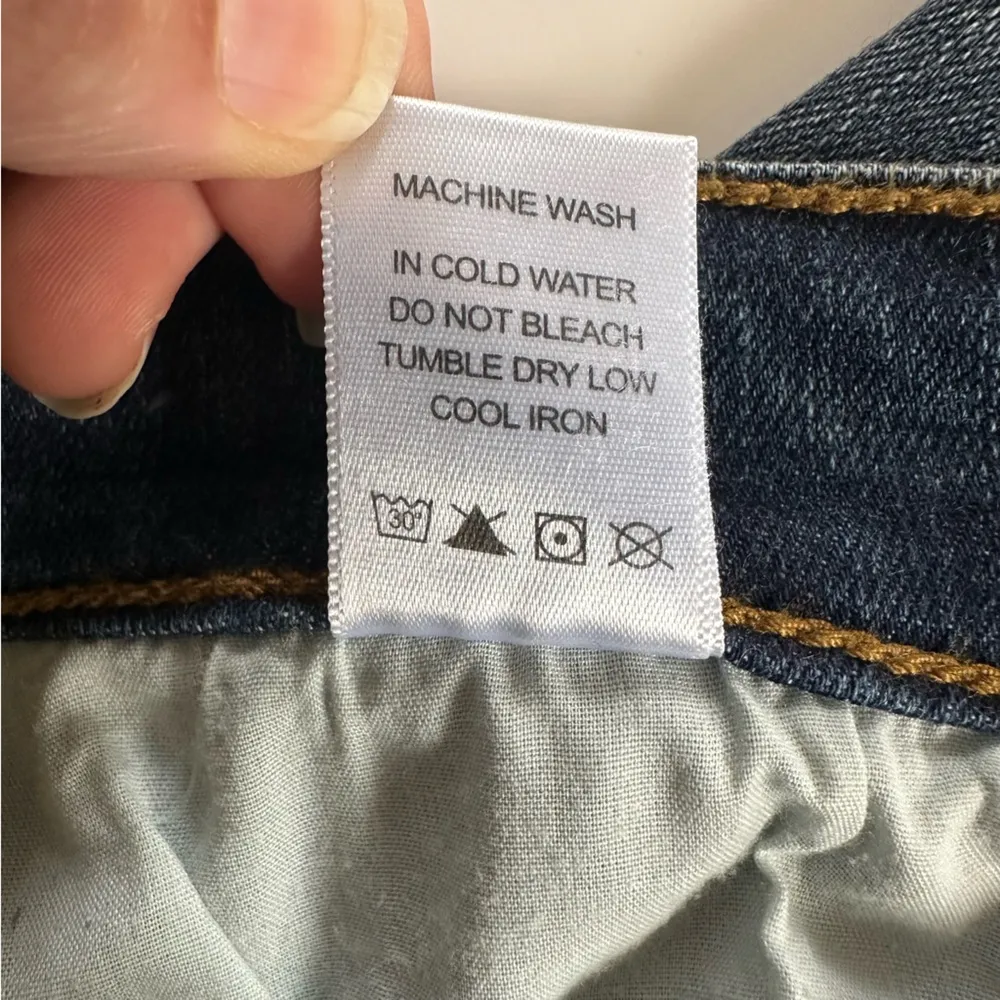 MACHINE WASH
IN COLD WATER
DO NOT BLEACH
TUMBLE DRY LOW
COOL IRON
30°